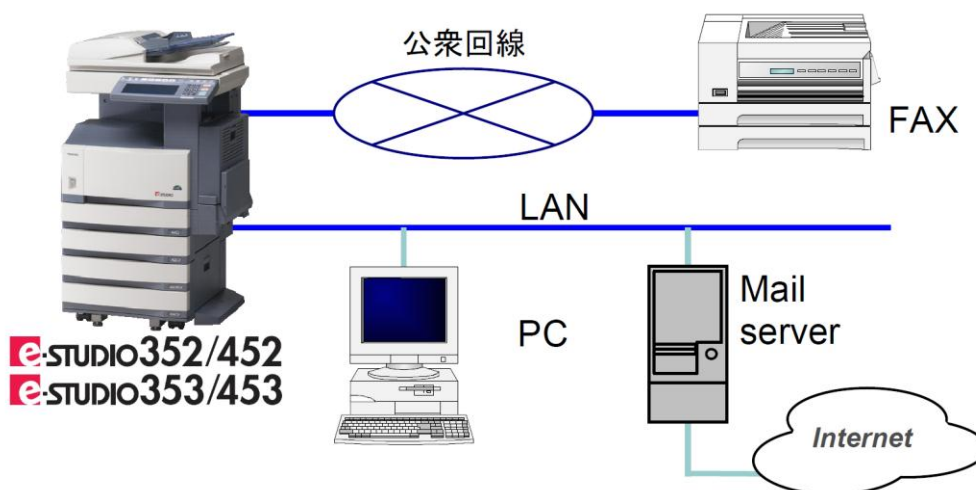 公衆回線
FAX
LAN
PC
Mail
server
e-STUDIO352/452
e-STUDIO353/453
Internet